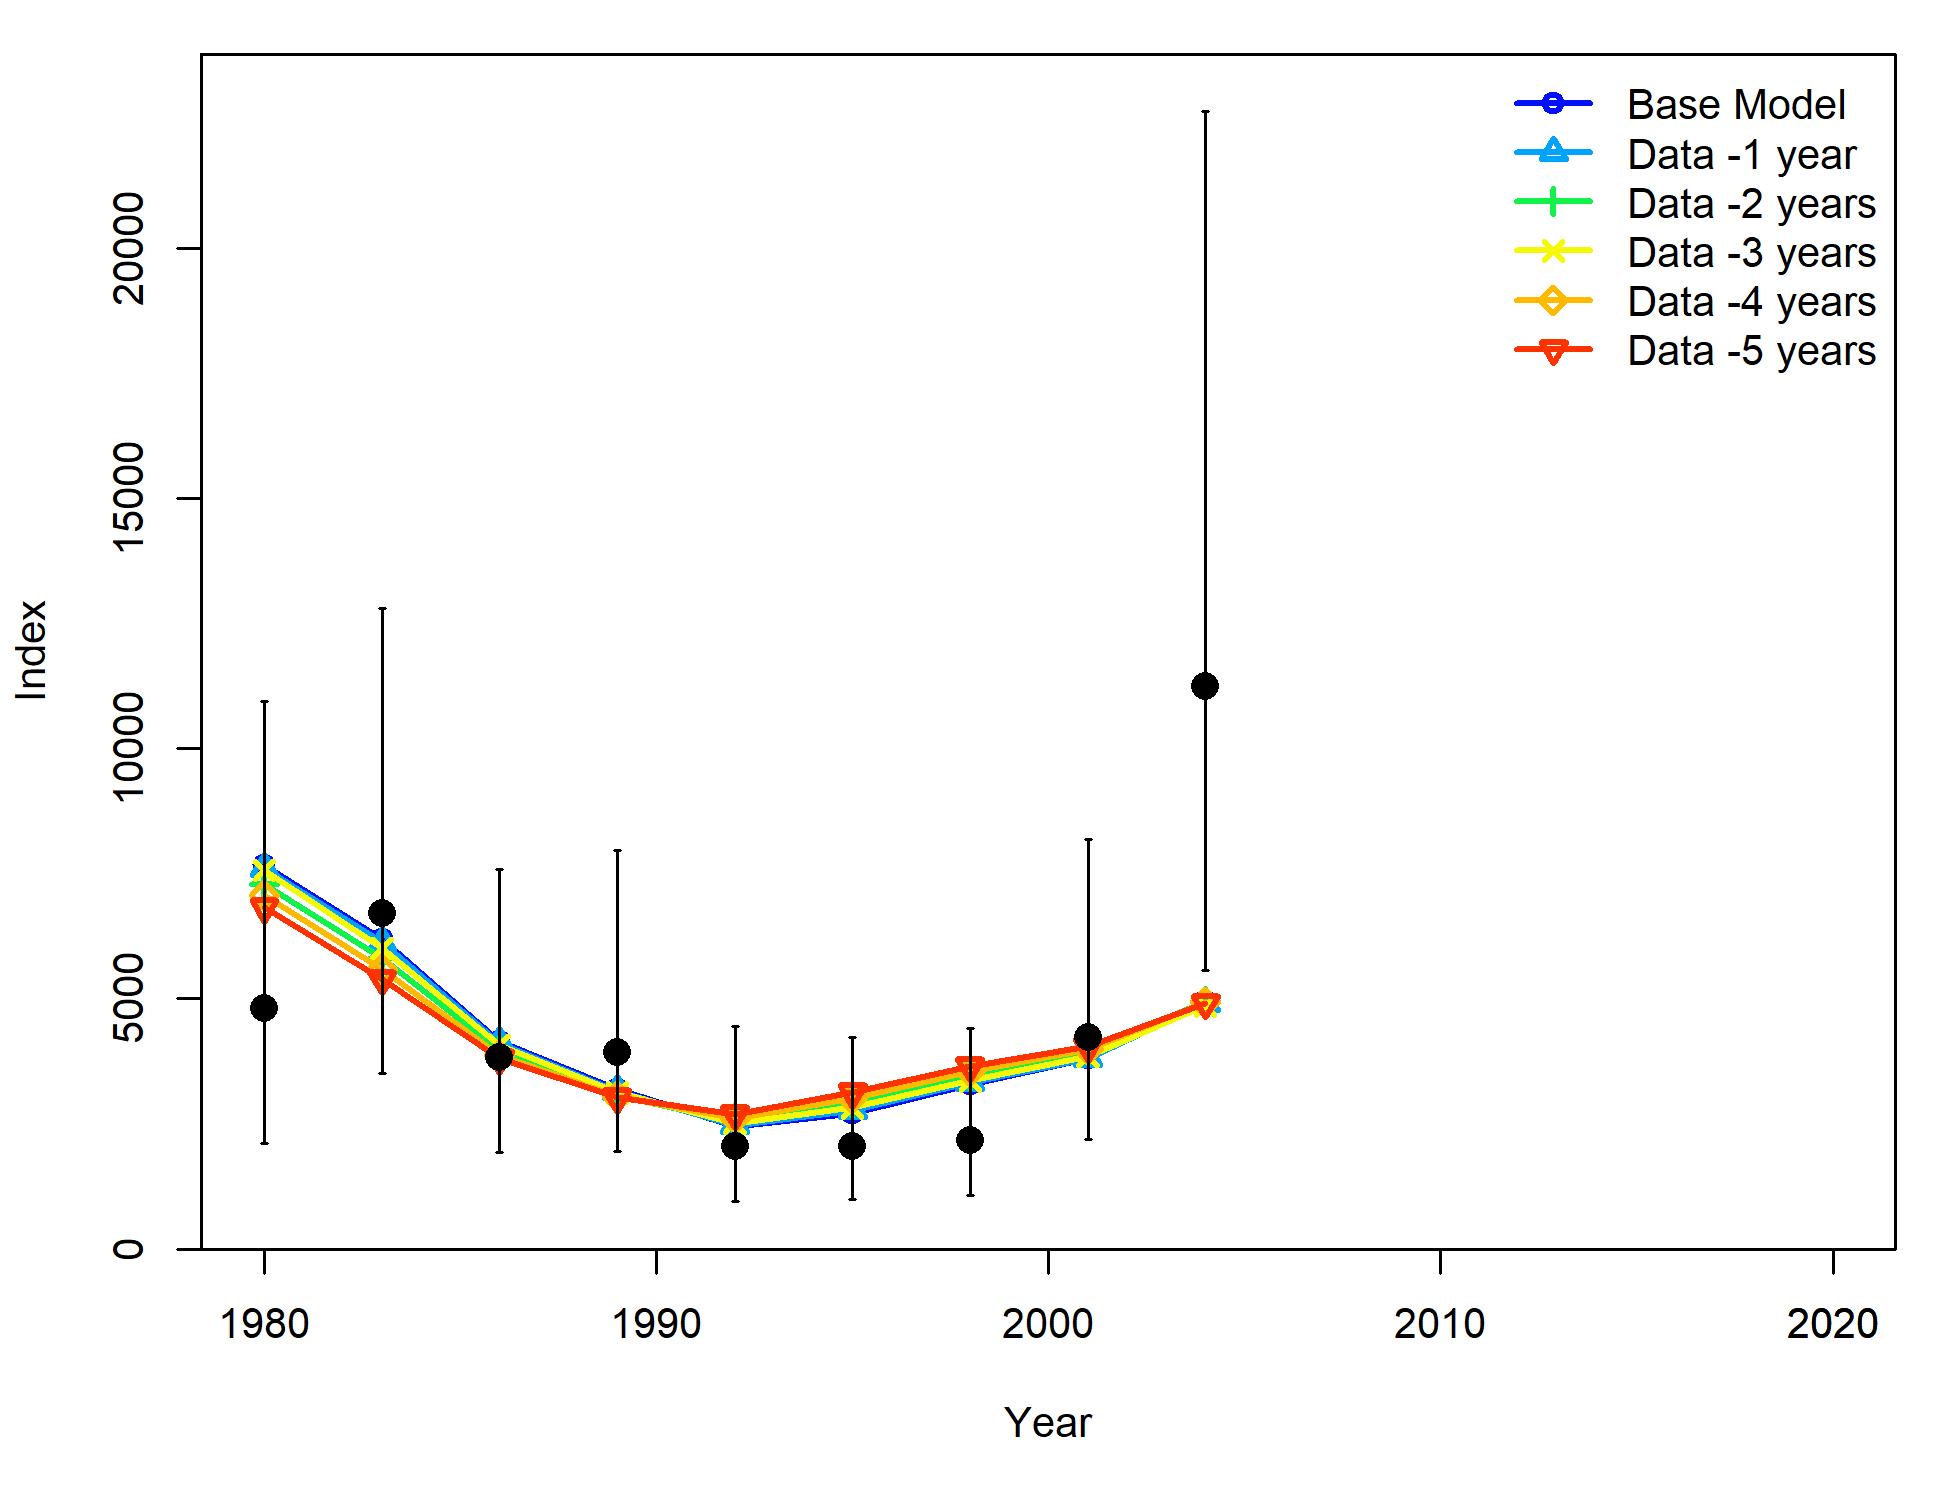 Base Model
Data -1 year
Data -2 years
Data -3 years
Data -4 years
Data -5 years
20000
15000
10000
5000
0
Index
1980 1990 2000 2010 2020
Year